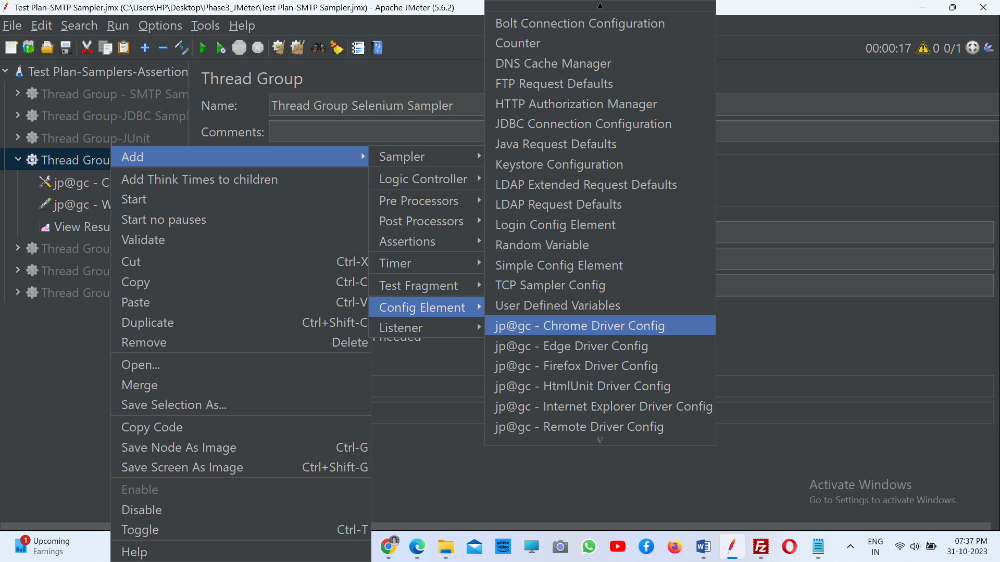 Test Plan-SMTP Sampler.jmx (C:\Users\HP\Desktop\Phase3_JMeter\Test Plan-SMTP Sampler.jmx) - Apache JMeter (5.6.2)
File Edit Search Run Options Tools Help
00:00:17 0 0/1
Test Plan-Samplers-Assertion
Thread Group - SMTP Sam
Thread Group-JDBC Sampl
Thread Group-JUnit
Thread Grou
jp@gc - C
jp@gc - W
View Resu
Thread Grou
Thread Grou
Thread Grou
Thread Group
Name: Thread Group Selenium Sampler
Comments:
Add
Add Think Times to children
Start
Start no pauses
Validate
Cut Ctrl-X
Copy Ctrl-C
Paste Ctrl-V
Duplicate Ctrl+Shift-C
Remove Delete
Open...
Merge
Save Selection As...
Copy Code
Save Node As Image Ctrl-G
Save Screen As Image Ctrl+Shift-G
Enable
Disable
Toggle Ctrl-T
Help
Sampler
Logic Controller
Pre Processors
Post Processors
Assertions
Timer
Test Fragment
Config Element
Listener
needed
Bolt Connection Configuration
Counter
DNS Cache Manager
FTP Request Defaults
HTTP Authorization Manager
JDBC Connection Configuration
Java Request Defaults
Keystore Configuration
LDAP Extended Request Defaults
LDAP Request Defaults
Login Config Element
Random Variable
Simple Config Element
TCP Sampler Config
User Defined Variables
jp@gc - Chrome Driver Config
jp@gc - Edge Driver Config
jp@gc - Firefox Driver Config
jp@gc - HtmlUnit Driver Config
jp@gc - Internet Explorer Driver Config
jp@gc - Remote Driver Config
Activate Windows
Go to Settings to activate Windows.
1
Upcoming
Earnings
prime
video
ENG
IN
07:37 PM
31-10-2023